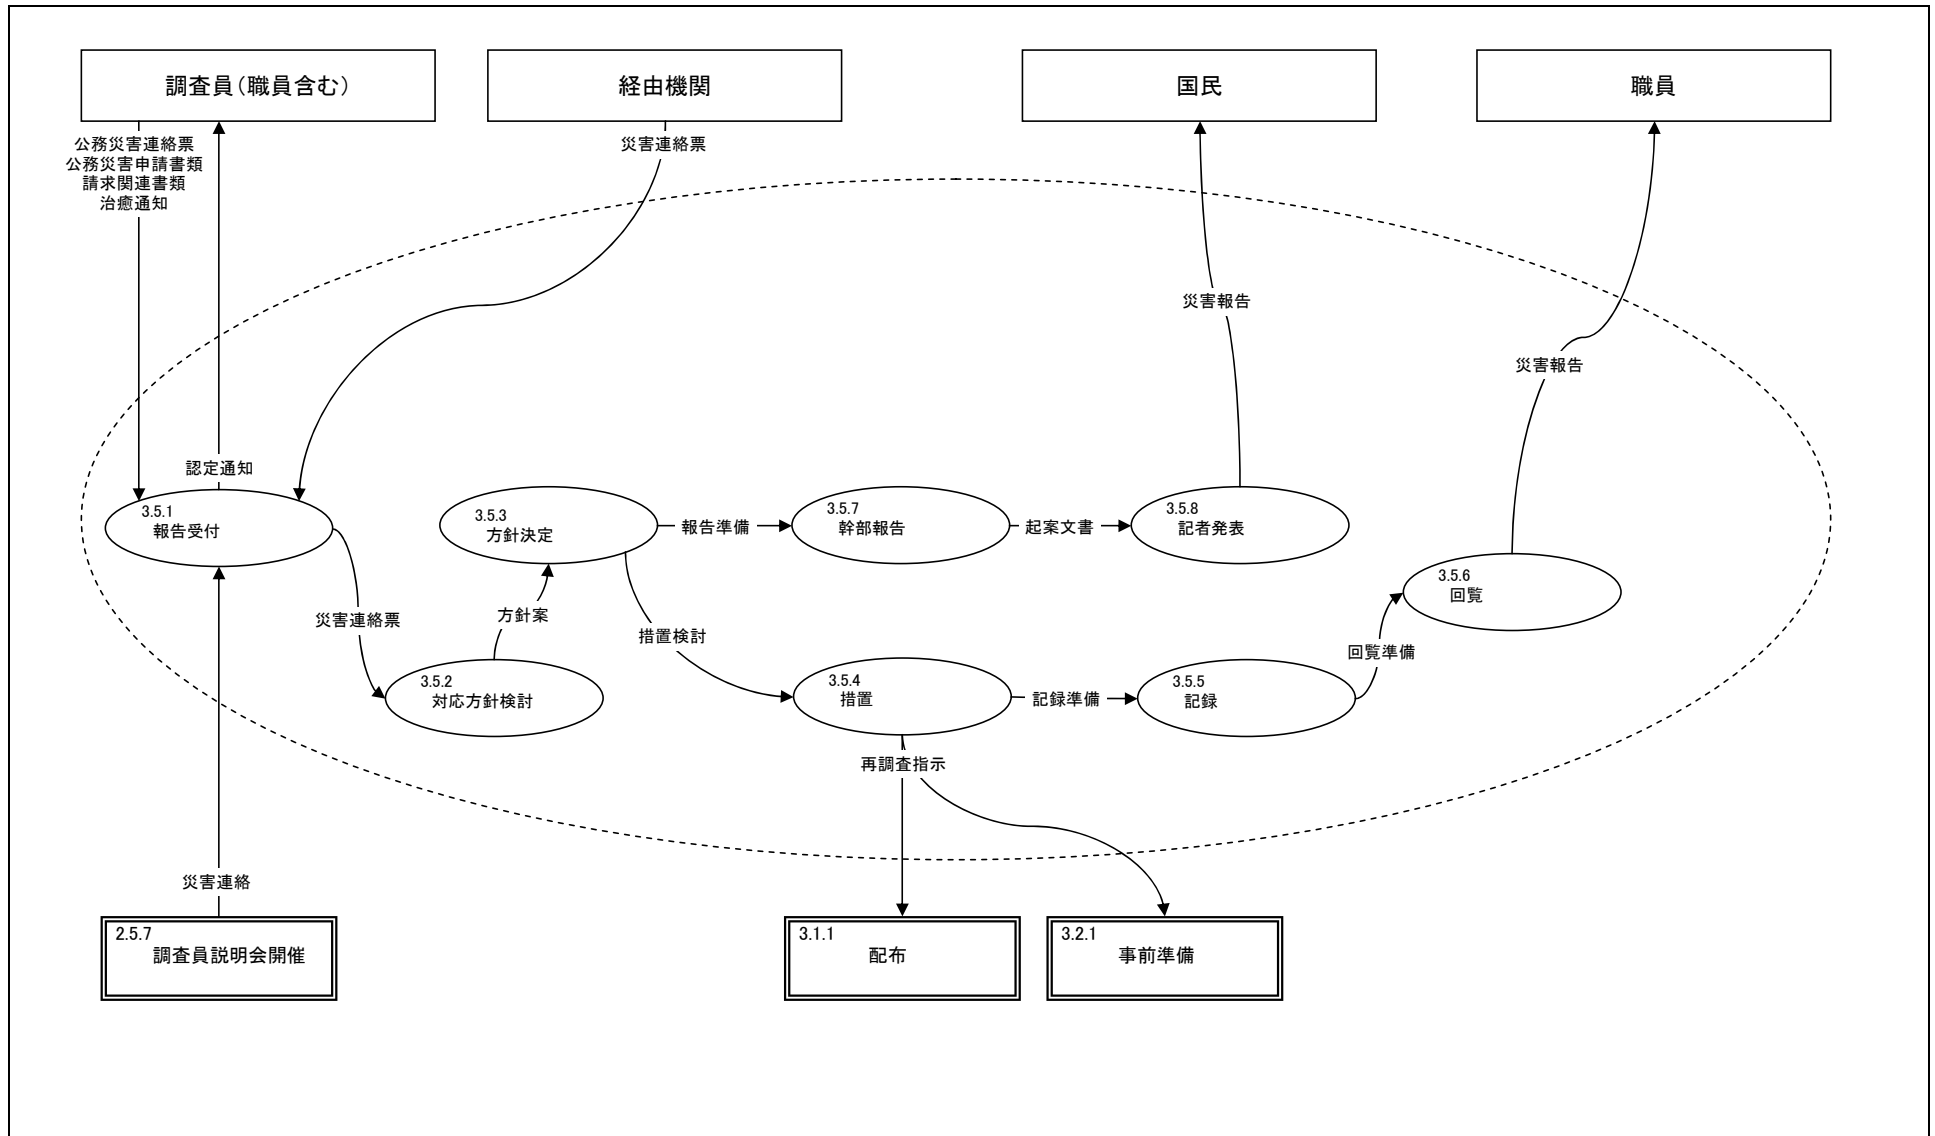 調査員(職員含む)
経由機関
国民
職員
公務災害連絡票
公務災害申請書類
請求関連書類
治癒通知
災害連絡票
災害報告
災害報告
認定通知
3.5.1
報告受付
3.5.3
方針決定
報告準備
3.5.7
幹部報告
起案文書
3.5.8
記者発表
3.5.6
回覧
災害連絡票
方針案
措置検討
回覧準備
3.5.2
対応方針検討
3.5.4
措置
記録準備
3.5.5
記録
再調査指示
災害連絡
2.5.7
調査員説明会開催
3.1.1
配布
3.2.1
事前準備